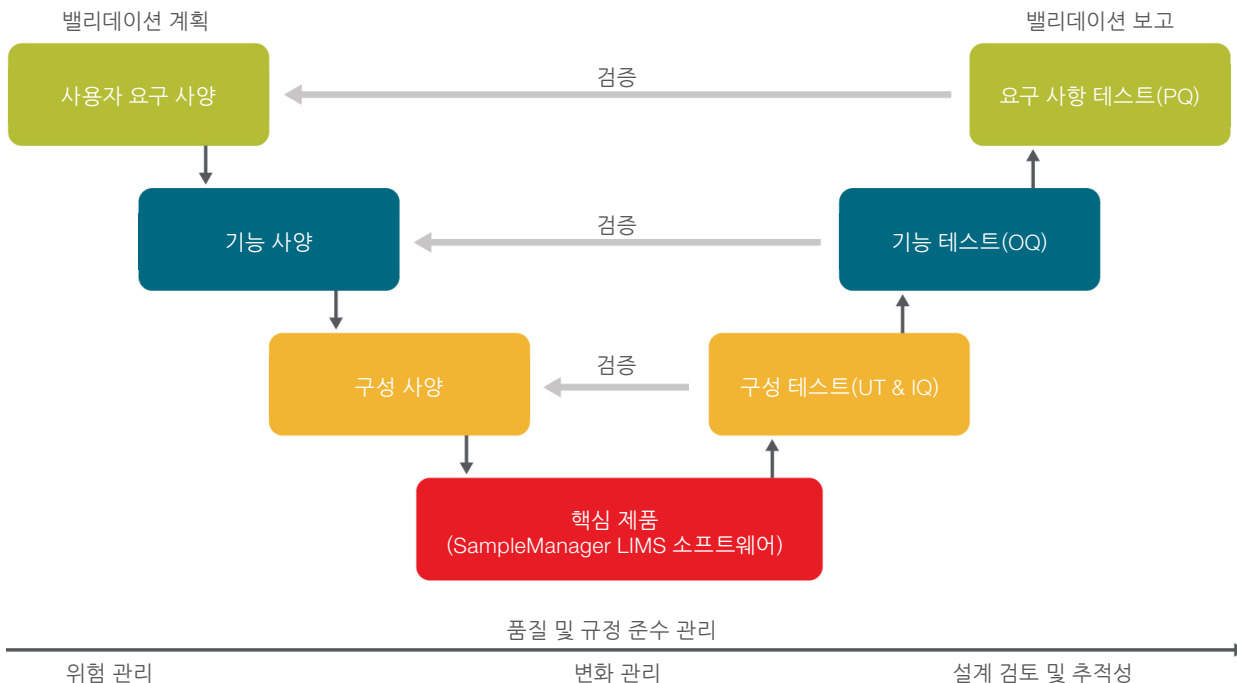 밸리데이션 계획
밸리데이션 보고
사용자 요구 사양
검증
요구 사항 테스트(PQ)
기능 사양
검증
기능 테스트(OQ)
구성 사양
검증
구성 테스트(UT & IQ)
핵심 제품
(SampleManager LIMS 소프트웨어)
품질 및 규정 준수 관리
위험 관리
변화 관리
설계 검토 및 추적성